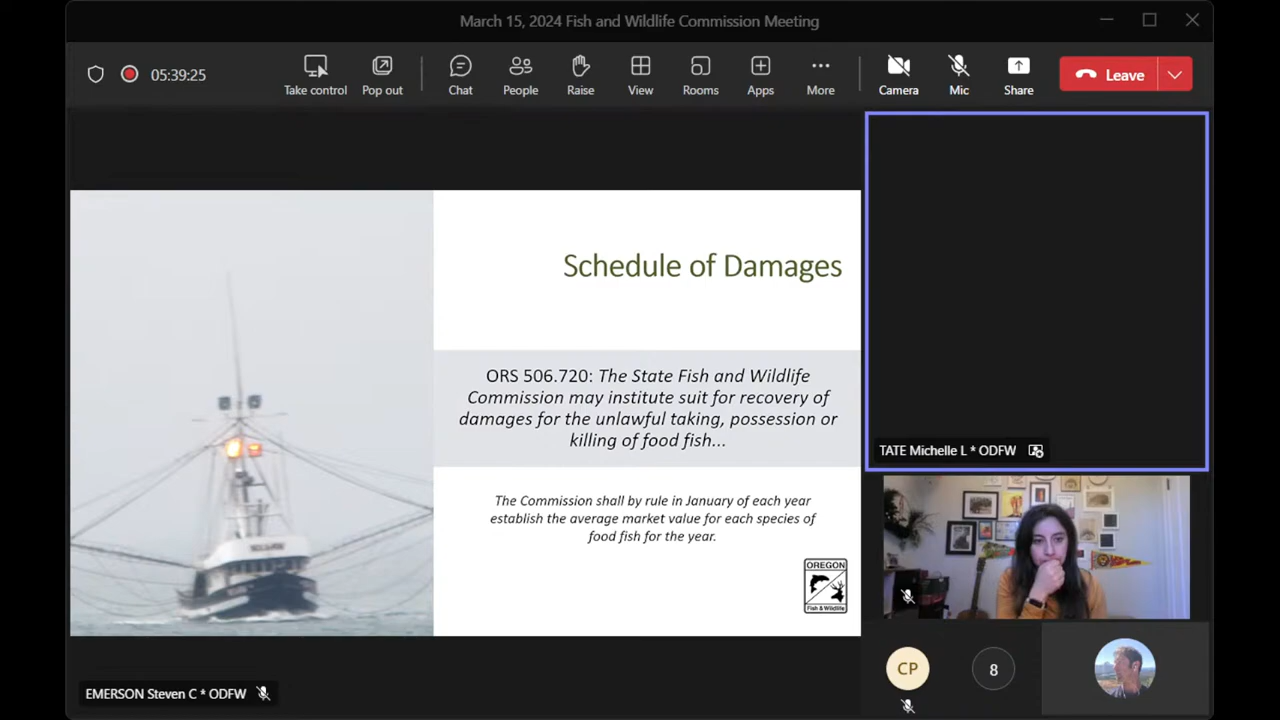 March 15, 2024 Fish and Wildlife Commission Meeting
05:39:25
Take control
Pop out
Chat
People
Raise
View
Rooms
Apps
More
Camera
Mic
Share
Leave
Schedule of Damages
ORS 506.720: The State Fish and Wildlife
Commission may institute suit for recovery of
damages for the unlawful taking, possession or
killing of food fish...
The Commission shall by rule in January of each year
establish the average market value for each species of
food fish for the year.
OREGON
Fish & Wildlife
EMERSON Steven C * ODFW
TATE Michelle L * ODFW
CP
8